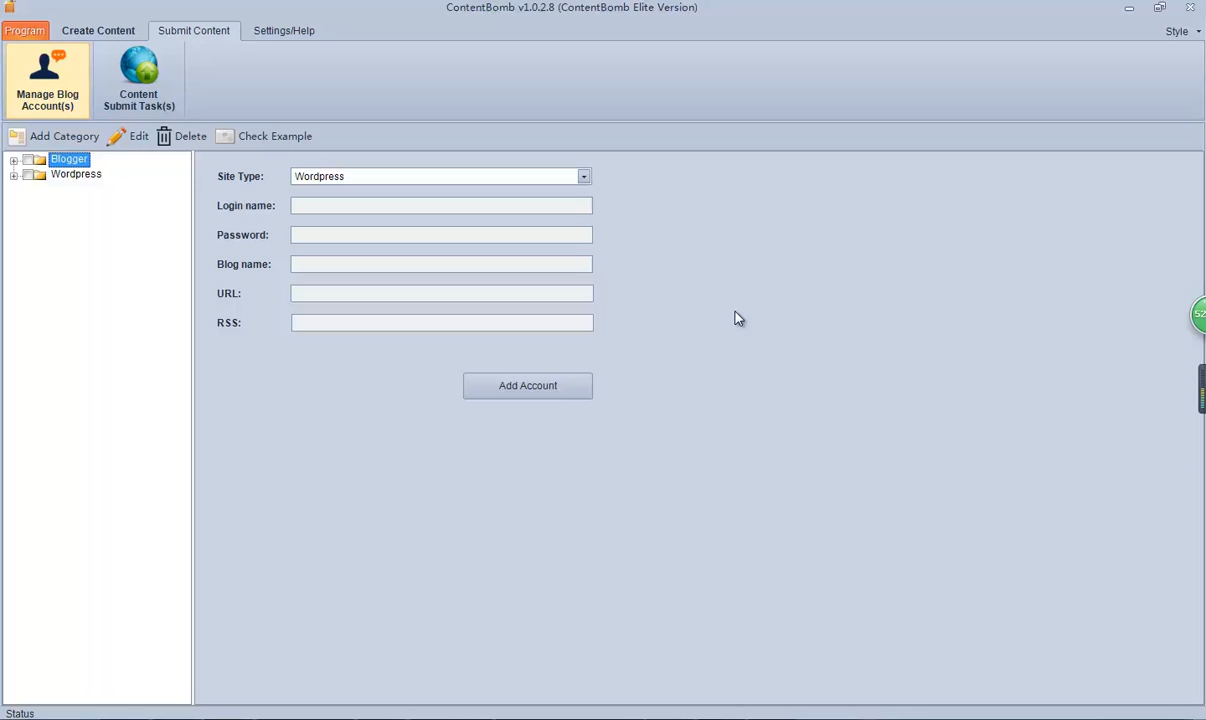 ContentBomb v1.0.2.8 (ContentBomb Elite Version)
Program Create Content Submit Content Settings/Help Style
Manage Blog Account(s)
Content Submit Task(s)
Add Category Edit Delete Check Example
Blogger
Wordpress
Site Type: Wordpress
Login name:
Password:
Blog name:
URL:
RSS:
Add Account
52
Status